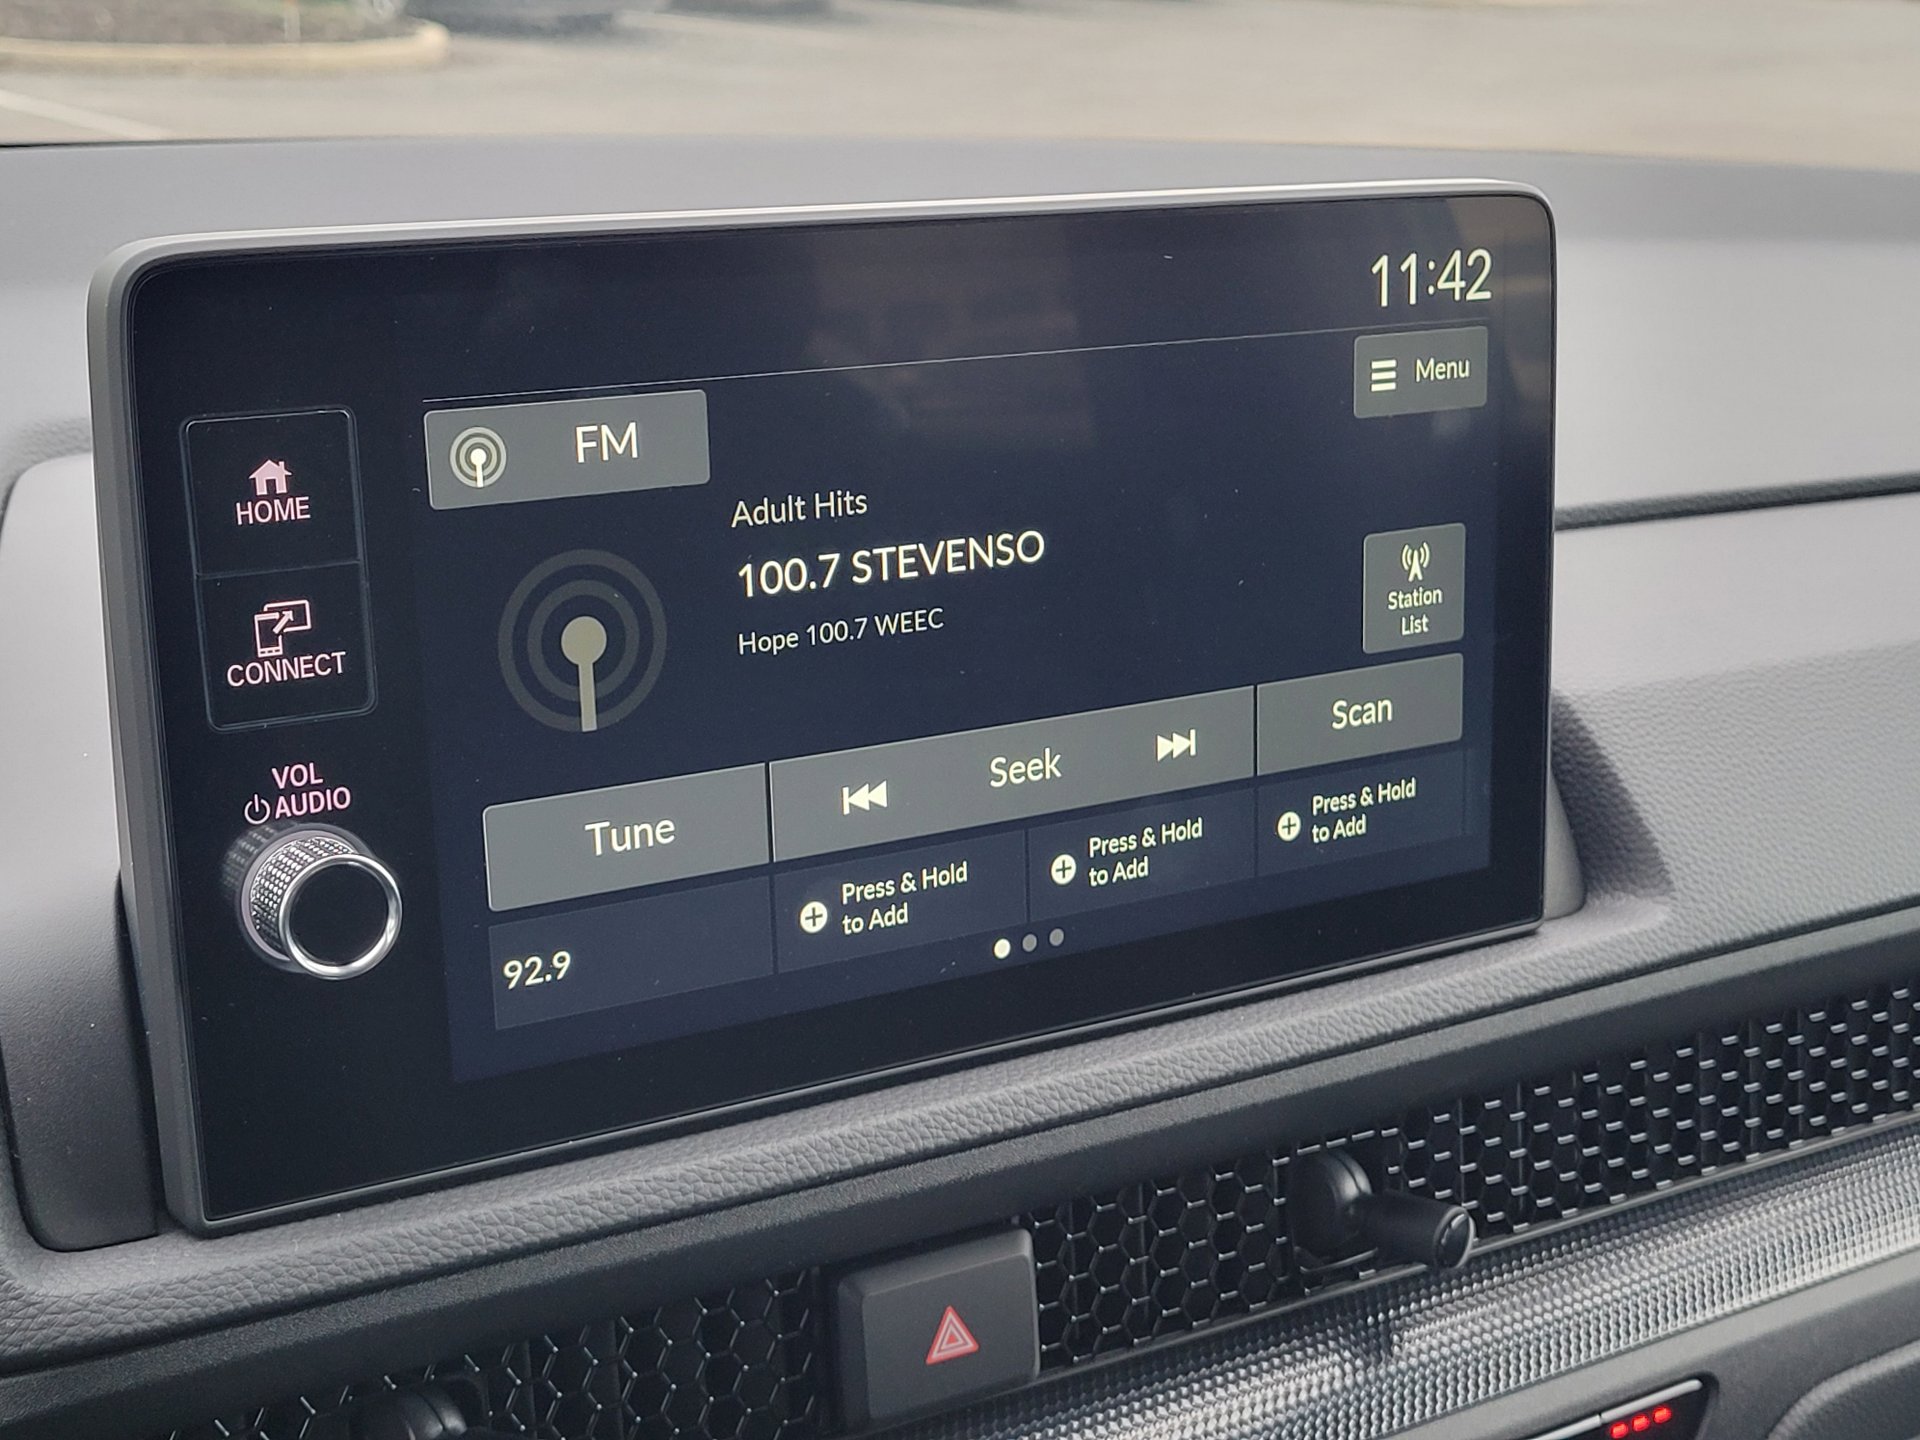 11:42
Menu
FM
HOME
Adult Hits
100.7 STEVENSO
Hope 100.7 WEEC
Station
List
CONNECT
VOL
AUDIO
Tune
Seek
Scan
92.9
Press & Hold
to Add
Press & Hold
to Add
Press & Hold
to Add